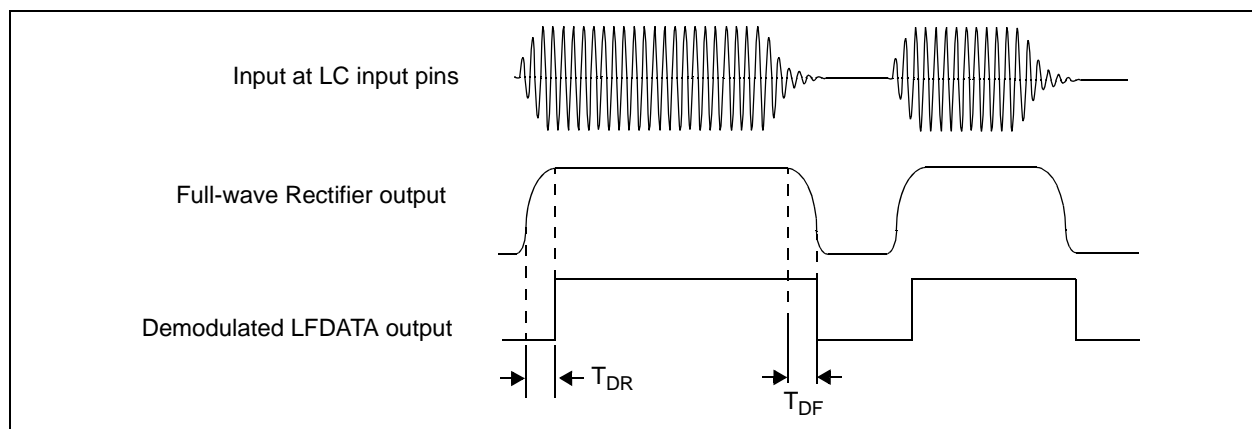 Input at LC input pins
Full-wave Rectifier output
Demodulated LFDATA output
TDR
TDF